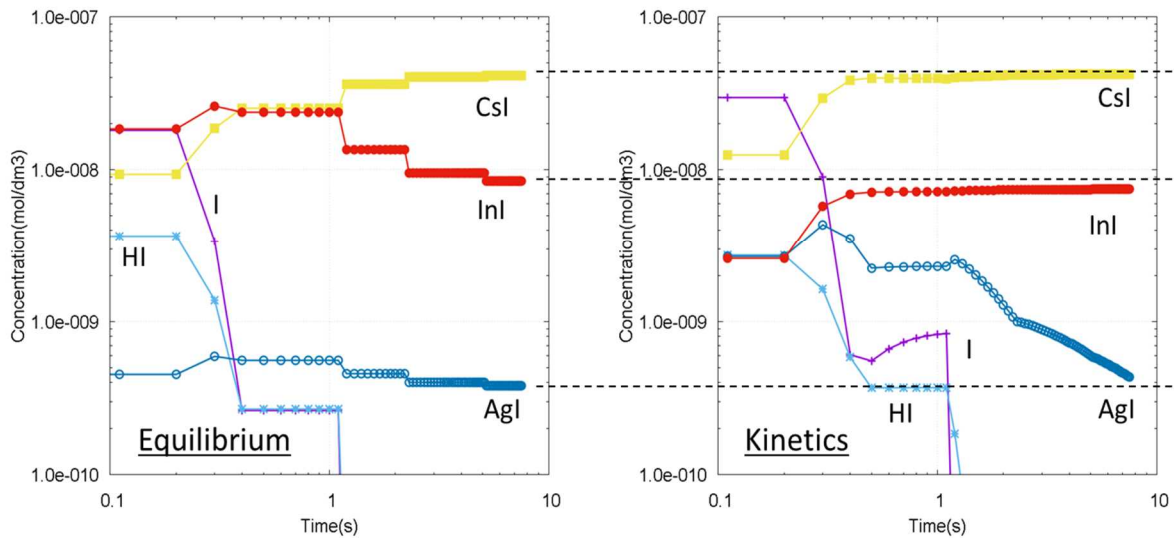 1.0e-007
1.0e-008
1.0e-009
1.0e-010
Concentration(mol/dm3)
0.1
1
10
Time(s)
CsI
InI
I
HI
AgI
Equilibrium
1.0e-007
1.0e-008
1.0e-009
1.0e-010
Concentration(mol/dm3)
0.1
1
10
Time(s)
CsI
InI
I
HI
AgI
Kinetics